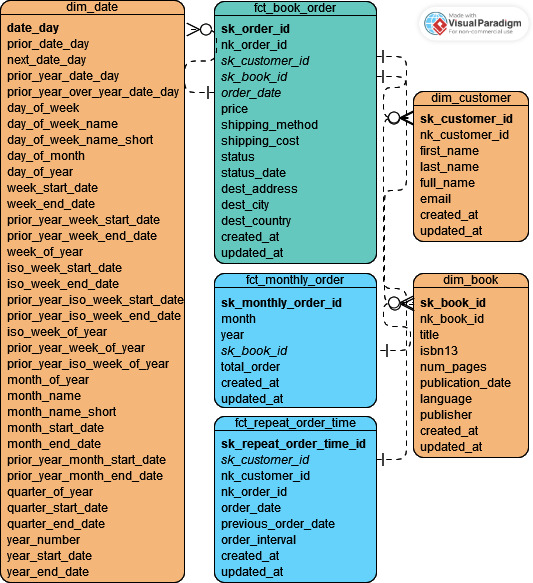 dim_date
date_day
prior_date_day
next_date_day
prior_year_date_day
prior_year_over_year_date_day
day_of_week
day_of_week_name
day_of_week_name_short
day_of_month
day_of_year
week_start_date
week_end_date
prior_year_week_start_date
prior_year_week_end_date
week_of_year
iso_week_start_date
iso_week_end_date
prior_year_iso_week_start_date
prior_year_iso_week_end_date
iso_week_of_year
prior_year_week_of_year
prior_year_iso_week_of_year
month_of_year
month_name
month_name_short
month_start_date
month_end_date
prior_year_month_start_date
prior_year_month_end_date
quarter_of_year
quarter_start_date
quarter_end_date
year_number
year_start_date
year_end_date
fct_book_order
sk_order_id
nk_order_id
sk_customer_id
sk_book_id
order_date
price
shipping_method
shipping_cost
status
status_date
dest_address
dest_city
dest_country
created_at
updated_at
fct_monthly_order
sk_monthly_order_id
month
year
sk_book_id
total_order
created_at
updated_at
fct_repeat_order_time
sk_repeat_order_time_id
sk_customer_id
nk_customer_id
nk_order_id
order_date
previous_order_date
order_interval
created_at
updated_at
Made with
Visual Paradigm
For non-commercial use
dim_customer
sk_customer_id
nk_customer_id
first_name
last_name
full_name
email
created_at
updated_at
dim_book
sk_book_id
nk_book_id
title
isbn13
num_pages
publication_date
language
publisher
created_at
updated_at